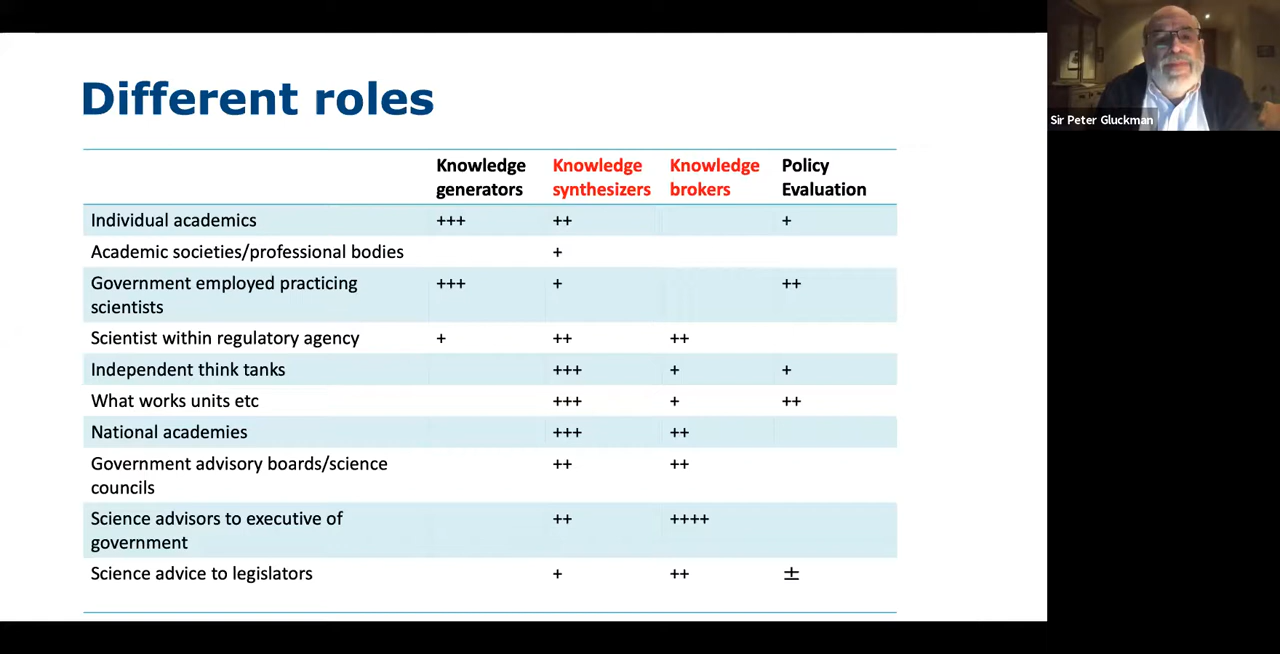 Different roles
Sir Peter Gluckman
Knowledge generators Knowledge synthesizers Knowledge brokers Policy Evaluation
Individual academics +++ ++ +
Academic societies/professional bodies +
Government employed practicing scientists +++ + ++
Scientist within regulatory agency + ++ ++
Independent think tanks +++ + +
What works units etc +++ + ++
National academies +++ ++
Government advisory boards/science councils ++ ++
Science advisors to executive of government ++ ++++
Science advice to legislators + ++ ±